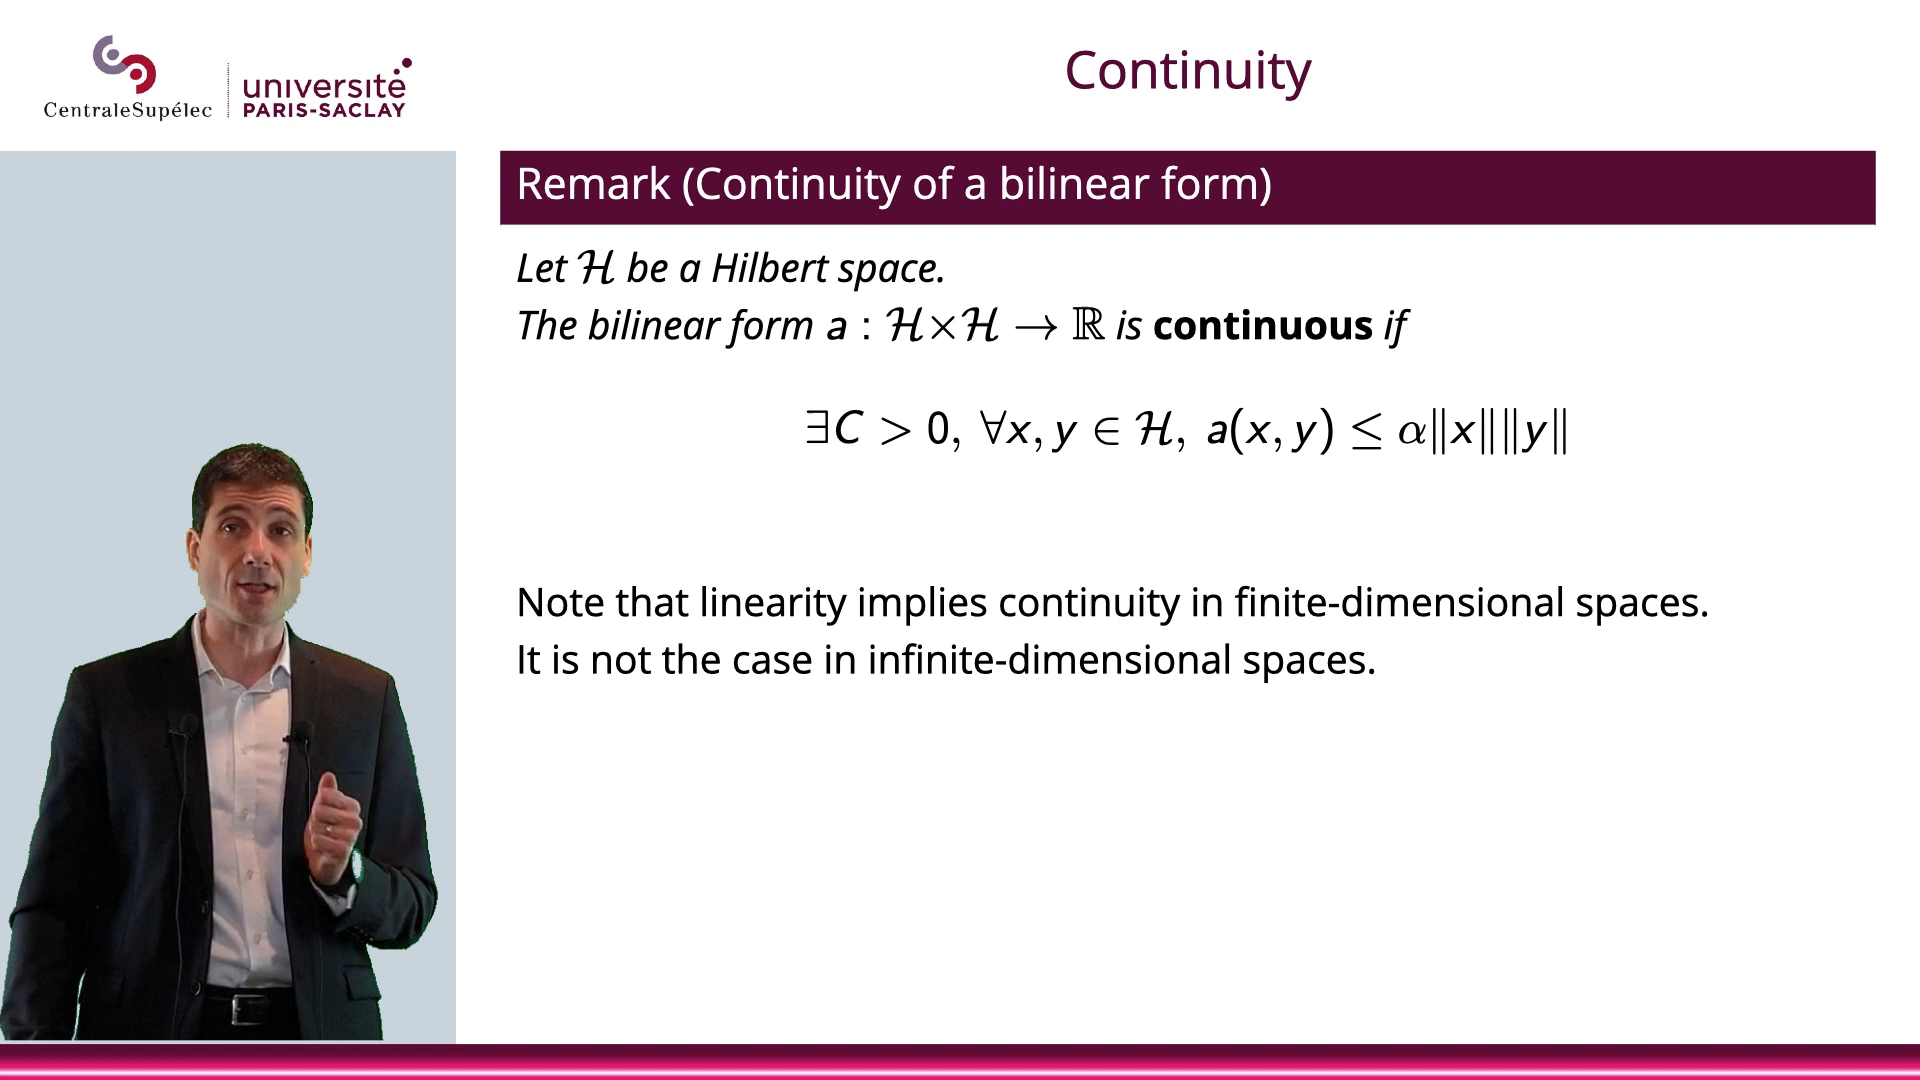 CentraleSupélec
université
PARIS-SACLAY
Continuity
Remark (Continuity of a bilinear form)
Let ℋ be a Hilbert space.
The bilinear form a : ℋ×ℋ → ℝ is continuous if
∃C > 0, ∀x, y ∈ ℋ, a(x, y) ≤ α‖x‖‖y‖
Note that linearity implies continuity in finite-dimensional spaces.
It is not the case in infinite-dimensional spaces.